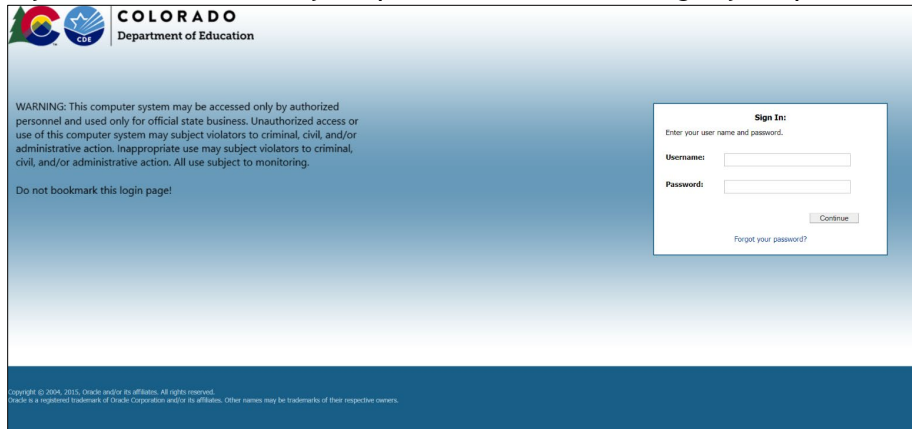 COLORADO
CDE
Department of Education
WARNING: This computer system may be accessed only by authorized
personnel and used only for official state business. Unauthorized access or
use of this computer system may subject violators to criminal, civil, and/or
administrative action. Inappropriate use may subject violators to criminal,
civil, and/or administrative action. All use subject to monitoring.
Do not bookmark this login page!
Sign In:
Enter your user name and password.
Username:
Password:
Continue
Forgot your password?
Copyright © 2004, 2015, Oracle and/or its affiliates. All rights reserved.
Oracle is a registered trademark of Oracle Corporation and/or its affiliates. Other names may be trademarks of their respective owners.